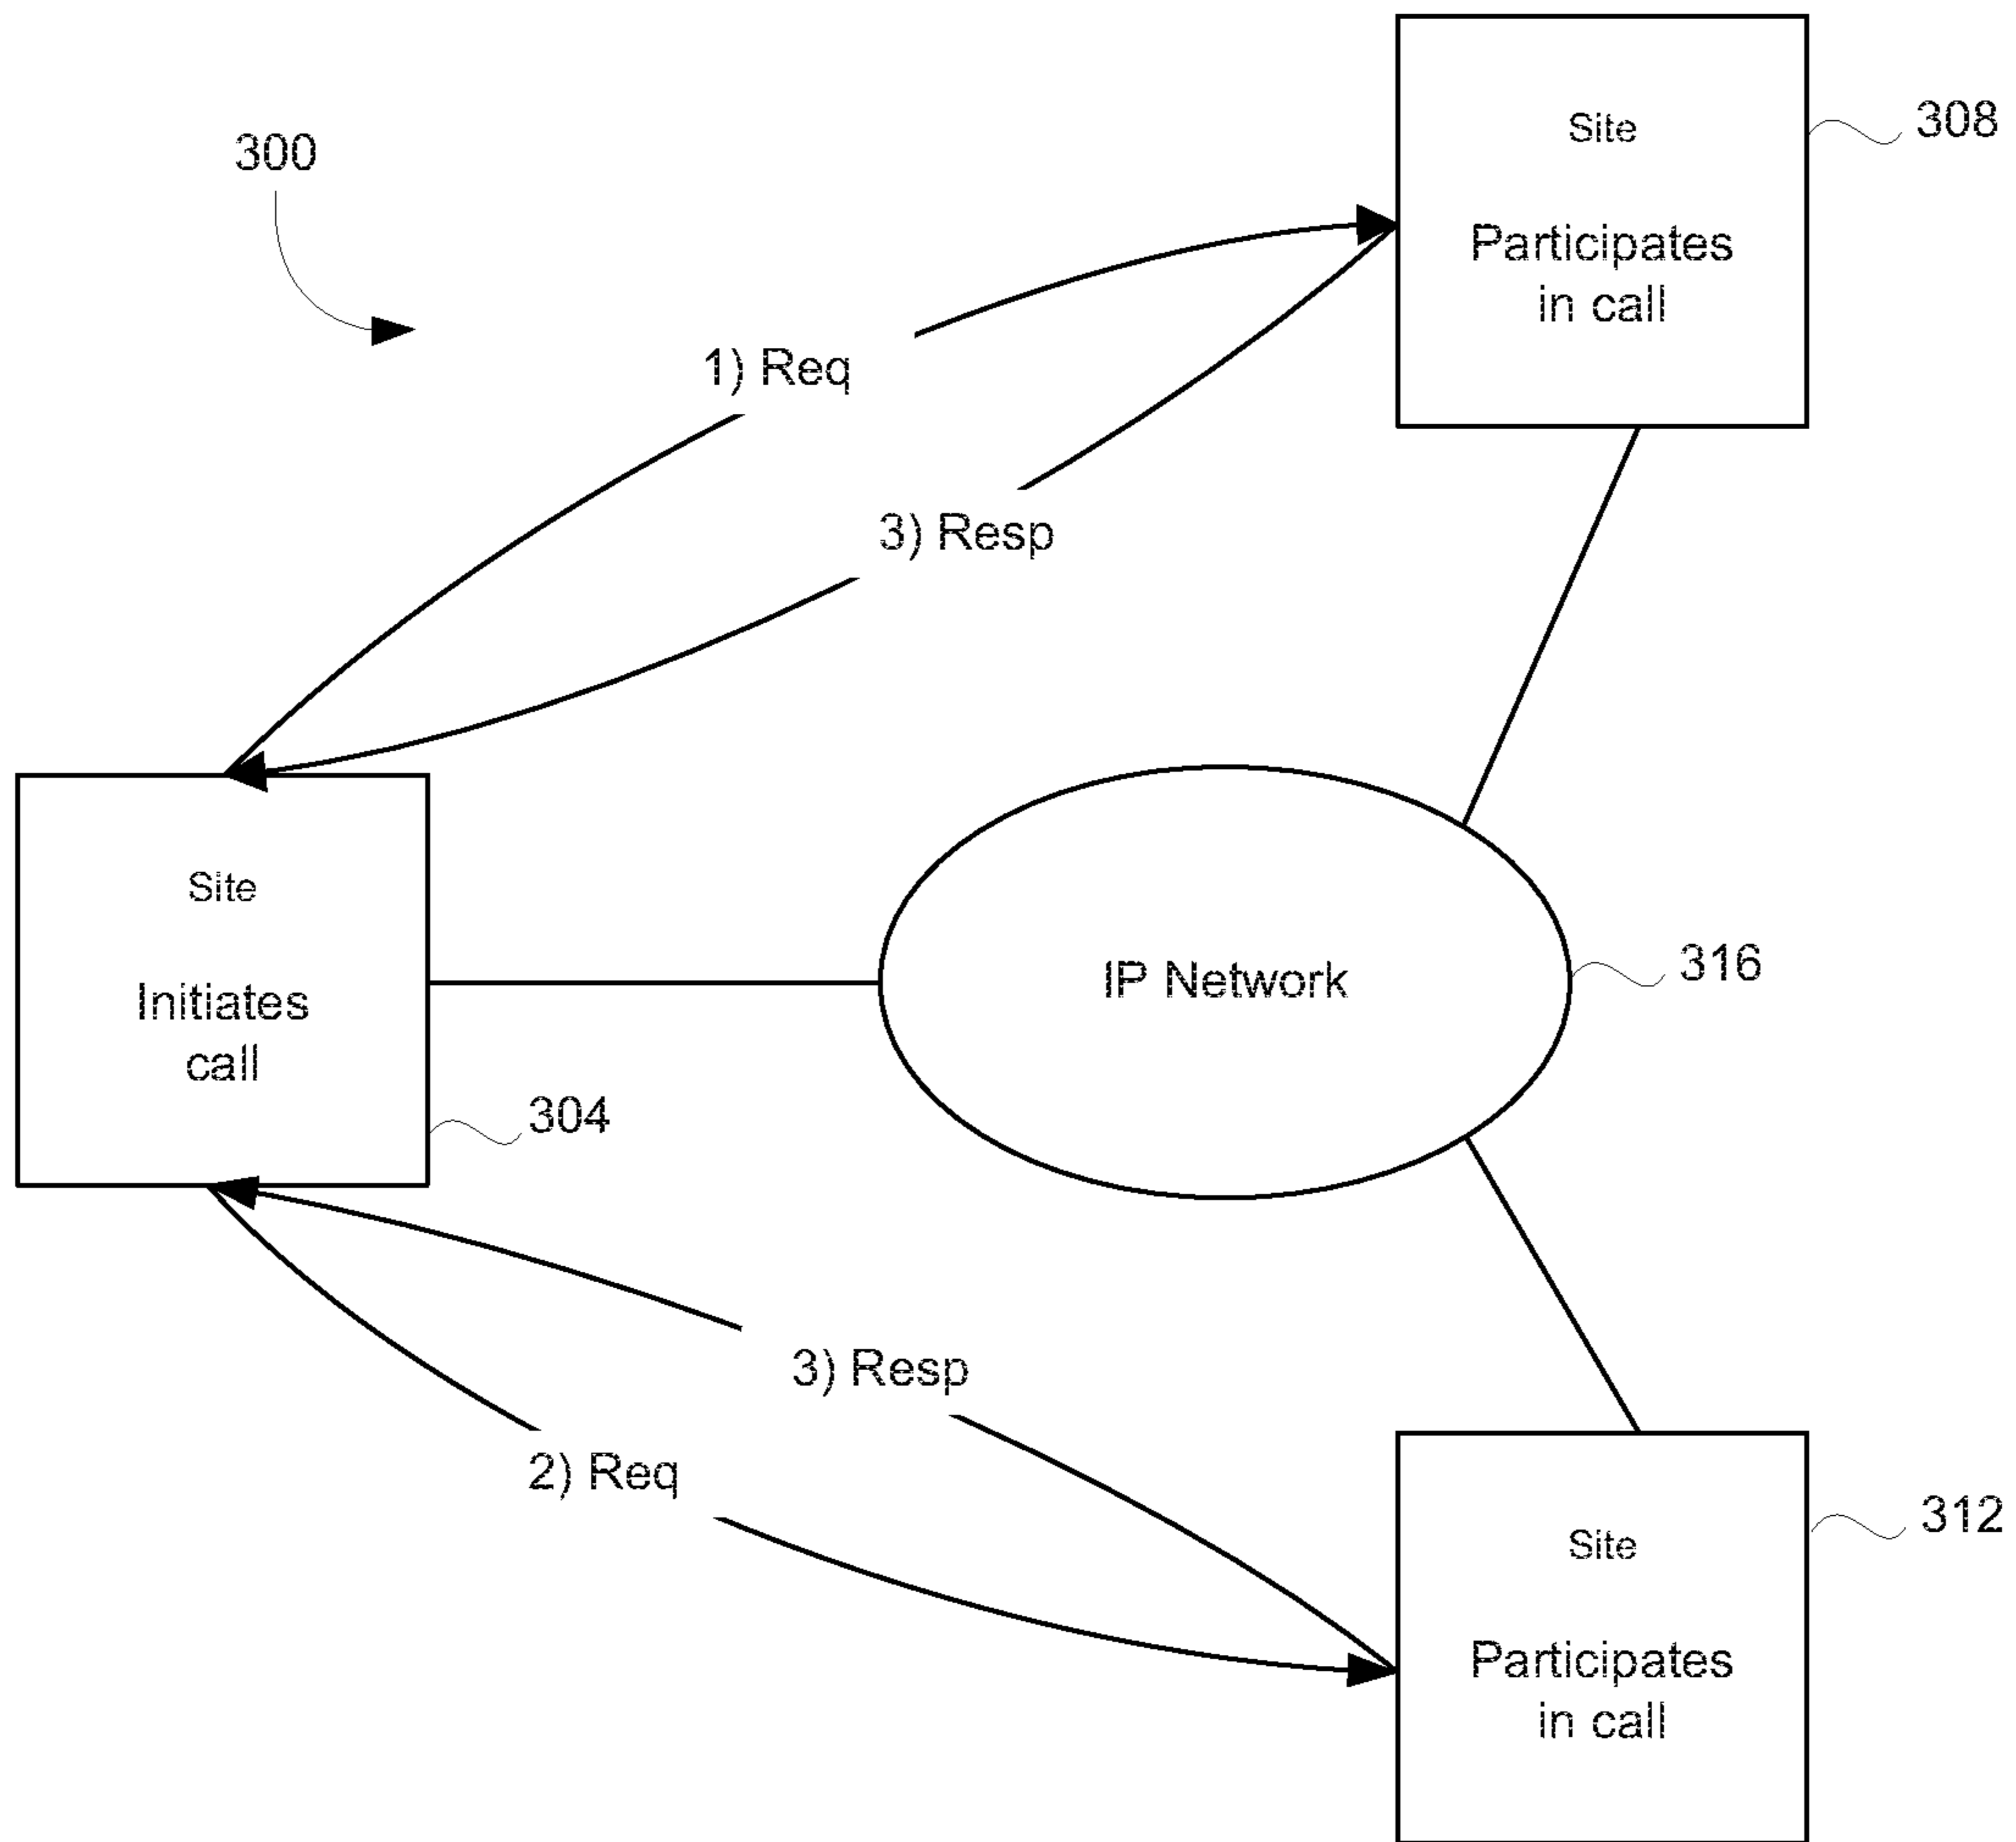 Site
308
300
Participates
in call
1) Req
3) Resp
Site
IP Network
316
Initiates
call
304
3) Resp
2) Req
Site
312
Participates
in call